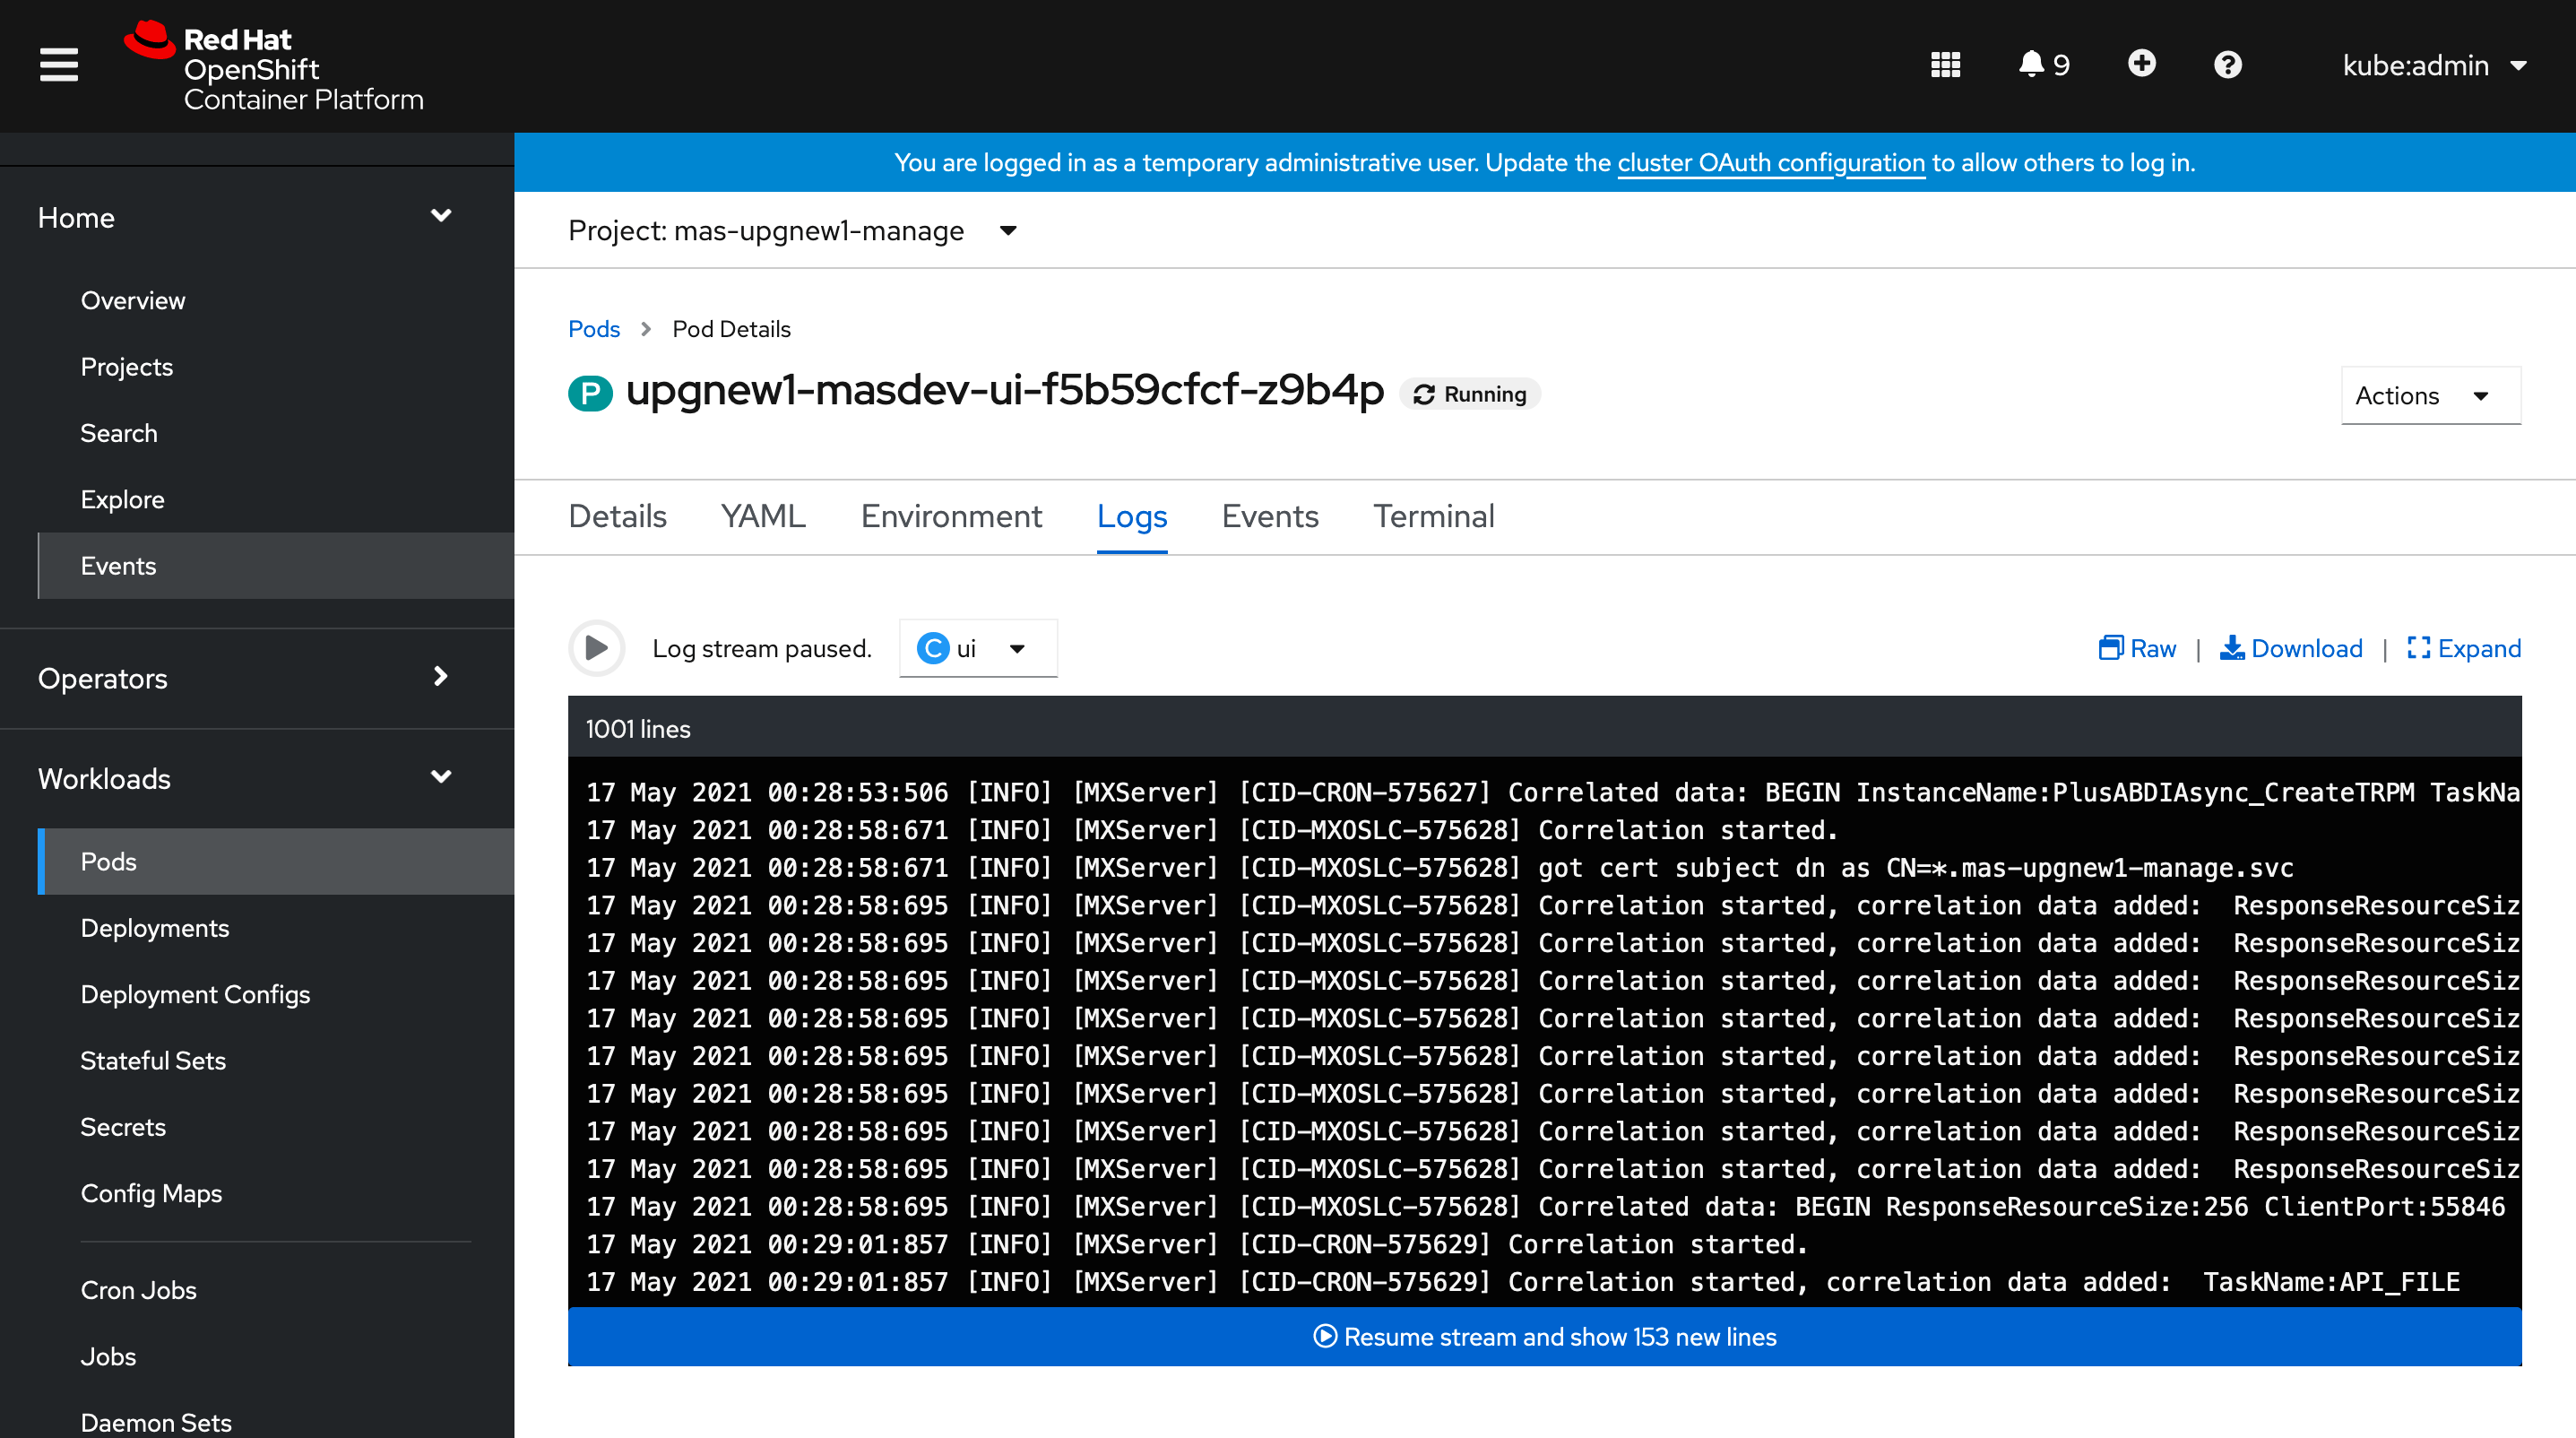 Red Hat
OpenShift
Container Platform
9
kube:admin
You are logged in as a temporary administrative user. Update the cluster OAuth configuration to allow others to log in.
Home
Overview
Projects
Search
Explore
Events
Operators
Workloads
Pods
Deployments
Deployment Configs
Stateful Sets
Secrets
Config Maps
Cron Jobs
Jobs
Daemon Sets
Project: mas-upgnew1-manage
Pods > Pod Details
P upgnew1-masdev-ui-f5b59cfcf-z9b4p Running
Actions
Details YAML Environment Logs Events Terminal
Log stream paused. C ui
Raw | Download | Expand
1001 lines
17 May 2021 00:28:53:506 [INFO] [MXServer] [CID-CRON-575627] Correlated data: BEGIN InstanceName:PlusABDIAsync_CreateTRPM TaskNa
17 May 2021 00:28:58:671 [INFO] [MXServer] [CID-MXOSLC-575628] Correlation started.
17 May 2021 00:28:58:671 [INFO] [MXServer] [CID-MXOSLC-575628] got cert subject dn as CN=*.mas-upgnew1-manage.svc
17 May 2021 00:28:58:695 [INFO] [MXServer] [CID-MXOSLC-575628] Correlation started, correlation data added:  ResponseResourceSiz
17 May 2021 00:28:58:695 [INFO] [MXServer] [CID-MXOSLC-575628] Correlation started, correlation data added:  ResponseResourceSiz
17 May 2021 00:28:58:695 [INFO] [MXServer] [CID-MXOSLC-575628] Correlation started, correlation data added:  ResponseResourceSiz
17 May 2021 00:28:58:695 [INFO] [MXServer] [CID-MXOSLC-575628] Correlation started, correlation data added:  ResponseResourceSiz
17 May 2021 00:28:58:695 [INFO] [MXServer] [CID-MXOSLC-575628] Correlation started, correlation data added:  ResponseResourceSiz
17 May 2021 00:28:58:695 [INFO] [MXServer] [CID-MXOSLC-575628] Correlation started, correlation data added:  ResponseResourceSiz
17 May 2021 00:28:58:695 [INFO] [MXServer] [CID-MXOSLC-575628] Correlation started, correlation data added:  ResponseResourceSiz
17 May 2021 00:28:58:695 [INFO] [MXServer] [CID-MXOSLC-575628] Correlation started, correlation data added:  ResponseResourceSiz
17 May 2021 00:28:58:695 [INFO] [MXServer] [CID-MXOSLC-575628] Correlated data: BEGIN ResponseResourceSize:256 ClientPort:55846
17 May 2021 00:29:01:857 [INFO] [MXServer] [CID-CRON-575629] Correlation started.
17 May 2021 00:29:01:857 [INFO] [MXServer] [CID-CRON-575629] Correlation started, correlation data added:  TaskName:API_FILE
Resume stream and show 153 new lines